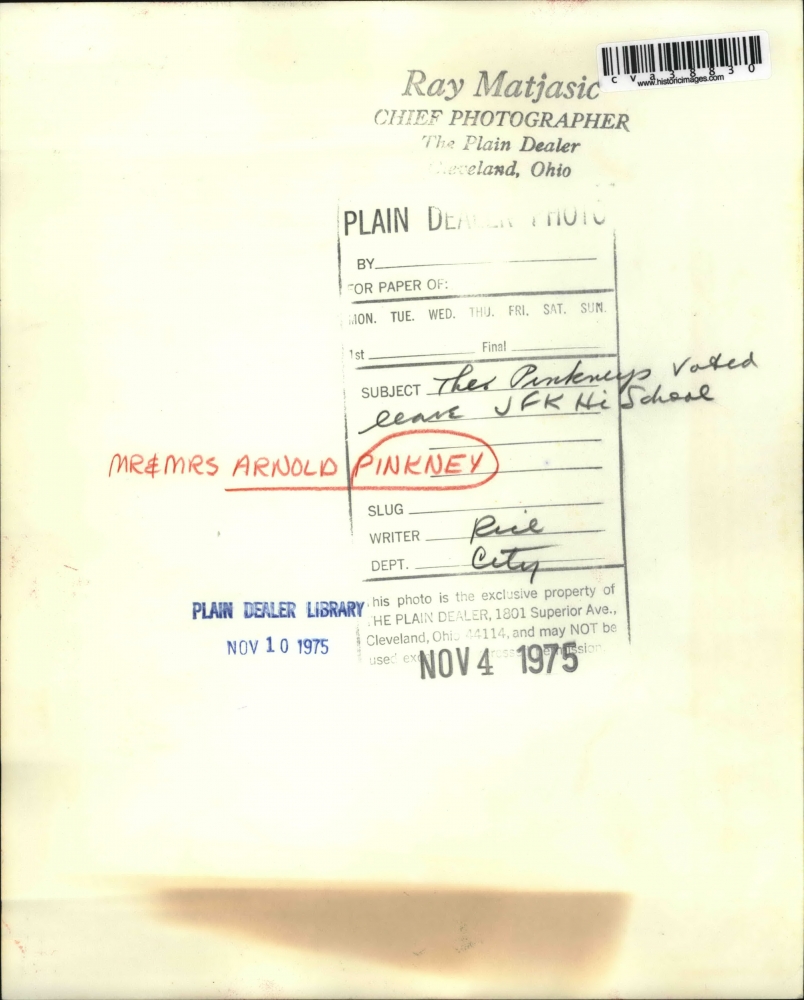 cva38830
www.historicimages.com
Ray Matjasic
CHIEF PHOTOGRAPHER
The Plain Dealer
Cleveland, Ohio
PLAIN DEALER PHOTO
BY
FOR PAPER OF:
MON. TUE. WED. THU. FRI. SAT. SUN.
1st Final
SUBJECT The Pinkneys Voted
leave JFK Hi School
MR & MRS ARNOLD PINKNEY
SLUG
WRITER
DEPT. City
This photo is the exclusive property of
THE PLAIN DEALER, 1801 Superior Ave.,
Cleveland, Ohio 44114, and may NOT be
used permission
PLAIN DEALER LIBRARY
NOV 10 1975
NOV 4 1975